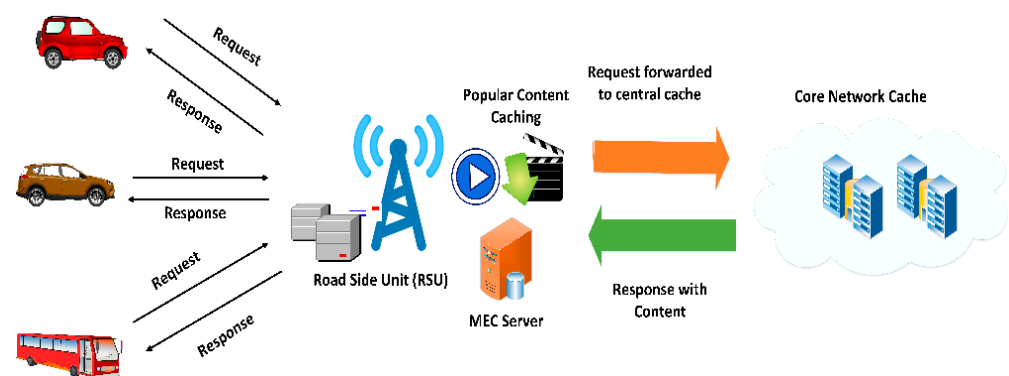 Request
Response
Request
Response
Request
Response
Road Side Unit (RSU)
Popular Content
Caching
MEC Server
Request forwarded
to central cache
Response with
Content
Core Network Cache